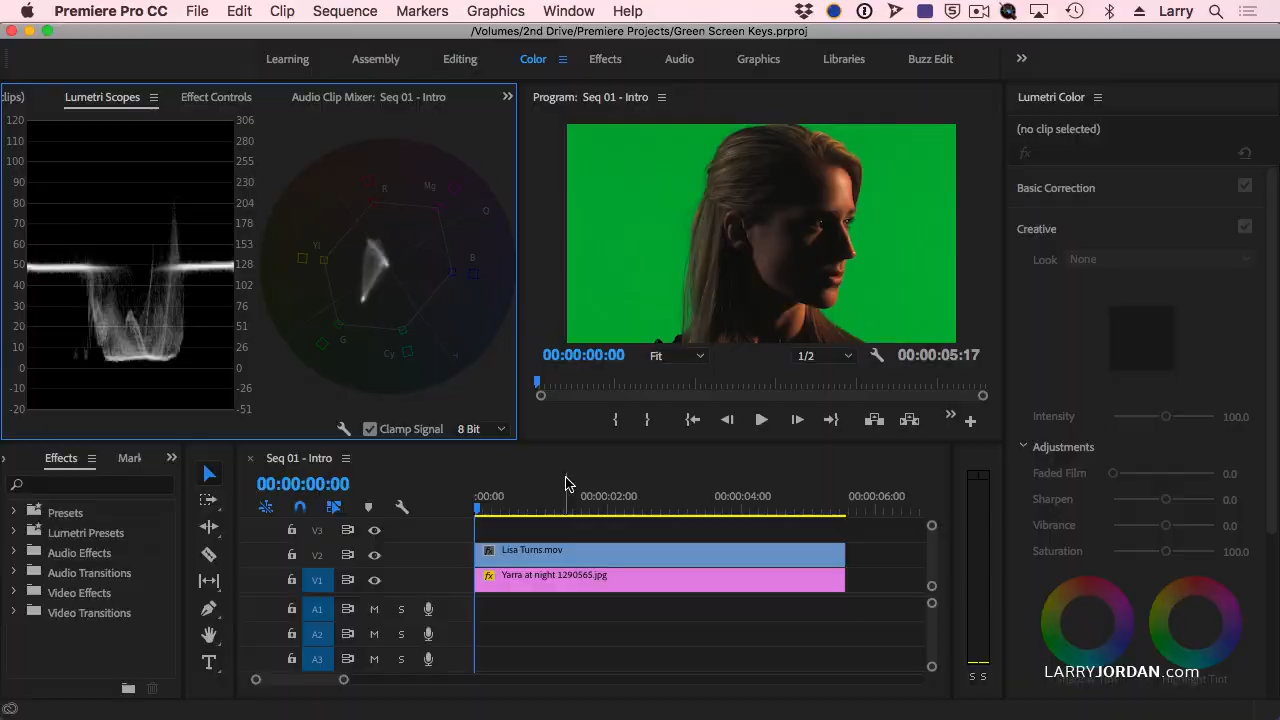 Premiere Pro CC File Edit Clip Sequence Markers Graphics Window Help Larry
/Volumes/2nd Drive/Premiere Projects/Green Screen Keys.prproj
Learning Assembly Editing Color Effects Audio Graphics Libraries Buzz Edit
clips) Lumetri Scopes Effect Controls Audio Clip Mixer: Seq 01 - Intro
Program: Seq 01 - Intro
Lumetri Color
120 306
110 280
100 255
90 230
80 204
70 178
60 153
50 128
40 102
30 76
20 51
10 26
0 0
-10 -26
-20 -51
R Mg
Q
Yl B
G Cy
Clamp Signal 8 Bit
00:00:00:00 Fit 1/2 00:00:05:17
(no clip selected)
fx
Basic Correction
Creative
Look None
Intensity 100.0
Adjustments
Faded Film 0.0
Sharpen 0.0
Vibrance 0.0
Saturation 100.0
Effects Mark
Presets
Lumetri Presets
Audio Effects
Audio Transitions
Video Effects
Video Transitions
Seq 01 - Intro
00:00:00:00
:00:00 00:00:02:00 00:00:04:00 00:00:06:00
V3
V2 fx Lisa Turns.mov
V1 fx Yarra at night 1290565.jpg
A1 M S
A2 M S
A3 M S
S S
LARRYJORDAN.com